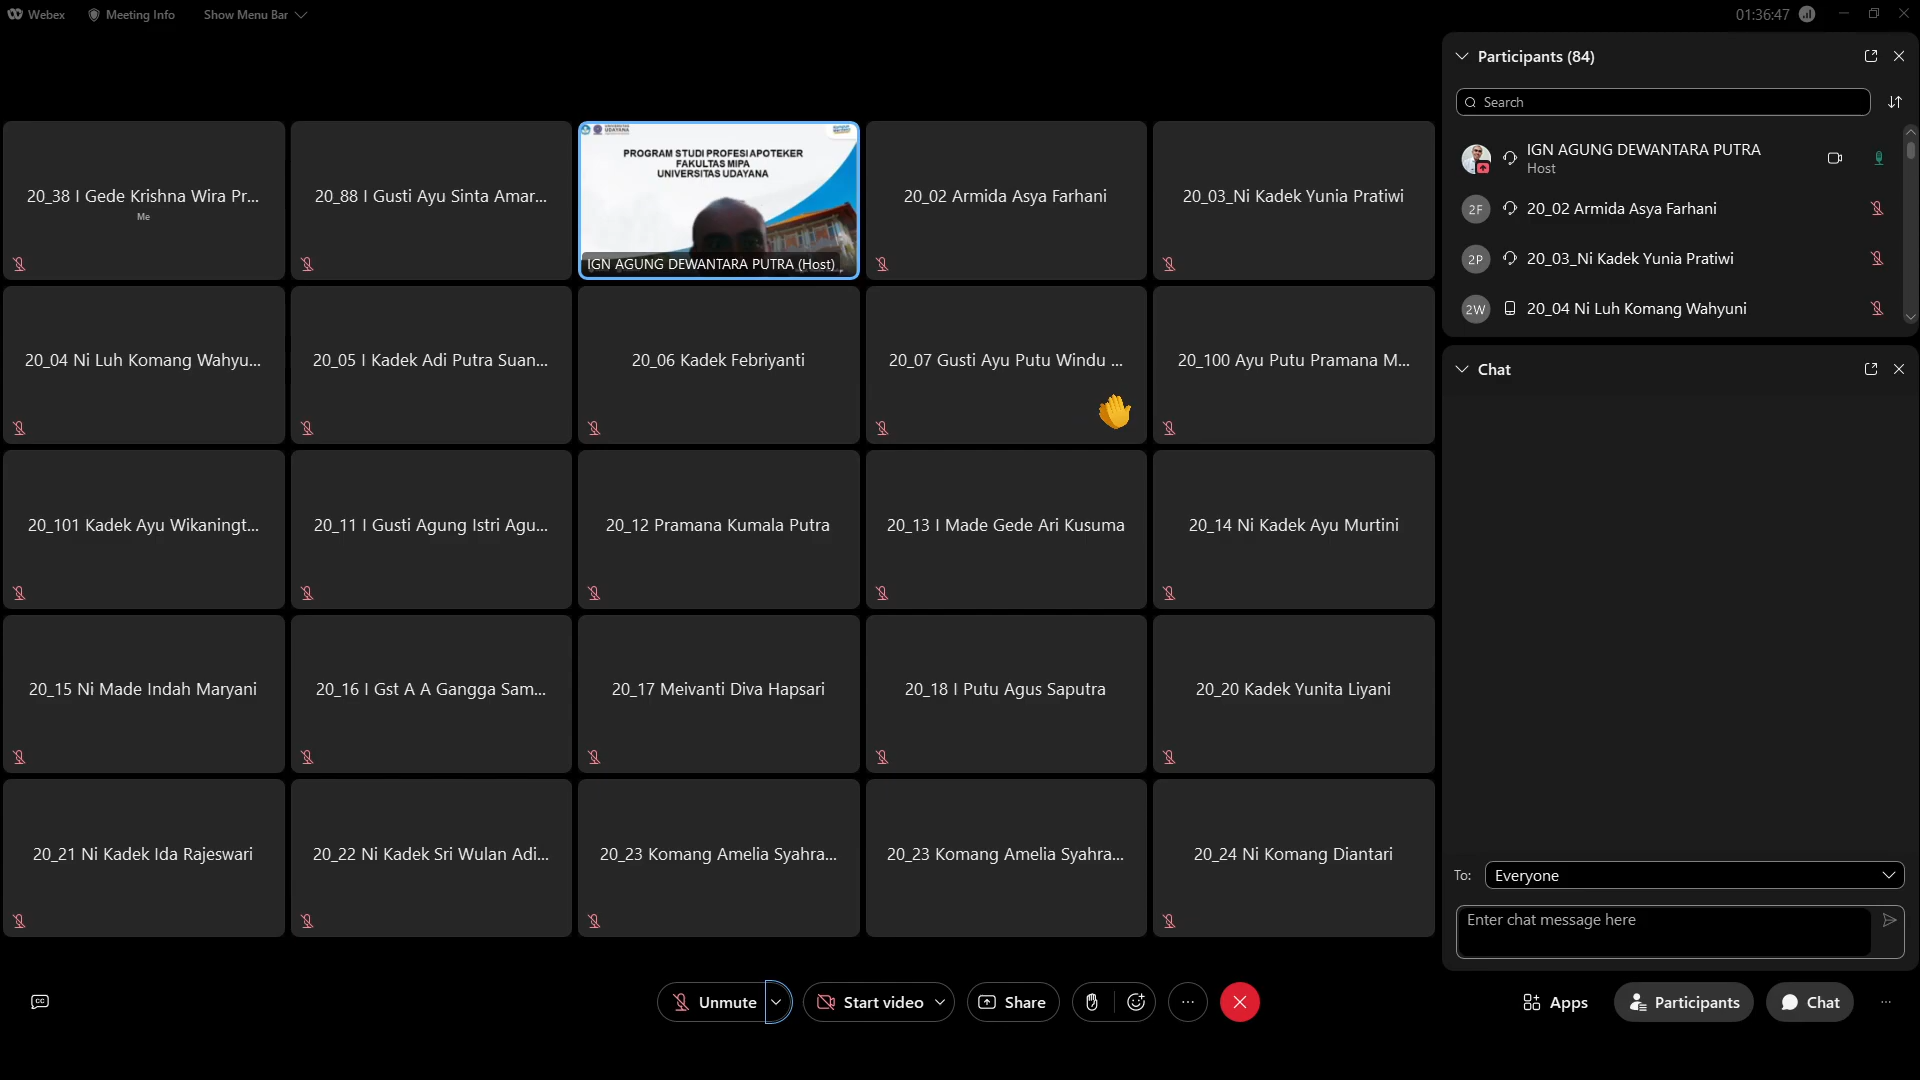 Webex
Meeting Info
Show Menu Bar
01:36:47
20_38 I Gede Krishna Wira Pr...
Me
20_88 I Gusti Ayu Sinta Amar...
UNIVERSITAS
UDAYANA
PROGRAM STUDI PROFESI APOTEKER
FAKULTAS MIPA
UNIVERSITAS UDAYANA
IGN AGUNG DEWANTARA PUTRA (Host)
20_02 Armida Asya Farhani
20_03_Ni Kadek Yunia Pratiwi
20_04 Ni Luh Komang Wahyu...
20_05 I Kadek Adi Putra Suan...
20_06 Kadek Febriyanti
20_07 Gusti Ayu Putu Windu ...
20_100 Ayu Putu Pramana M...
20_101 Kadek Ayu Wikaningt...
20_11 I Gusti Agung Istri Agu...
20_12 Pramana Kumala Putra
20_13 I Made Gede Ari Kusuma
20_14 Ni Kadek Ayu Murtini
20_15 Ni Made Indah Maryani
20_16 I Gst A A Gangga Sam...
20_17 Meivanti Diva Hapsari
20_18 I Putu Agus Saputra
20_20 Kadek Yunita Liyani
20_21 Ni Kadek Ida Rajeswari
20_22 Ni Kadek Sri Wulan Adi...
20_23 Komang Amelia Syahra...
20_23 Komang Amelia Syahra...
20_24 Ni Komang Diantari
Participants (84)
Search
IGN AGUNG DEWANTARA PUTRA
Host
2F 20_02 Armida Asya Farhani
2P 20_03_Ni Kadek Yunia Pratiwi
2W 20_04 Ni Luh Komang Wahyuni
Chat
To: Everyone
Enter chat message here
CC
Unmute
Start video
Share
Apps
Participants
Chat